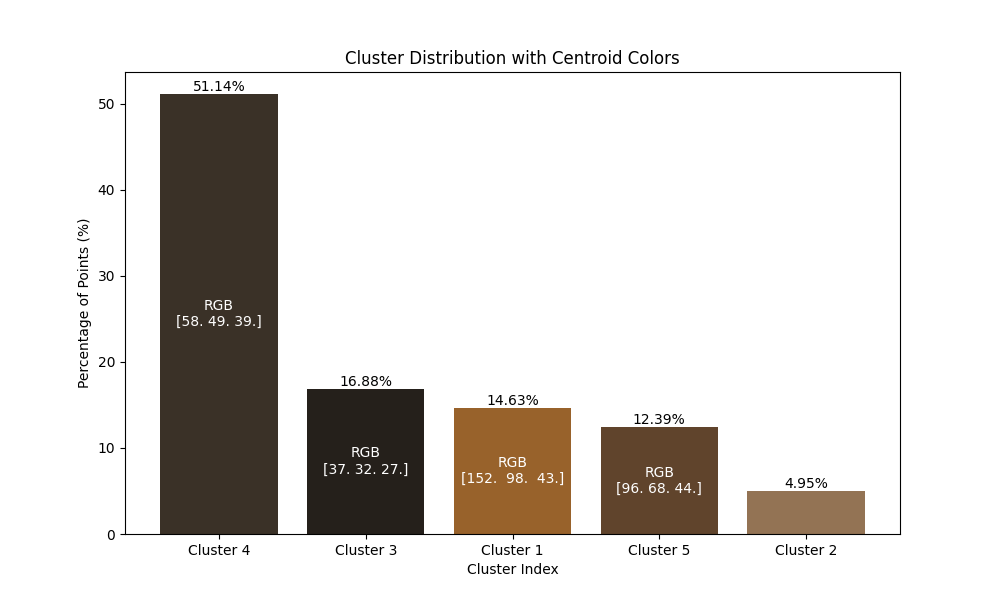 Cluster Distribution with Centroid Colors
51.14%
16.88%
14.63%
12.39%
4.95%
RGB
[58. 49. 39.]
RGB
[37. 32. 27.]
RGB
[152.  98.  43.]
RGB
[96. 68. 44.]
Percentage of Points (%)
50
40
30
20
10
0
Cluster 4
Cluster 3
Cluster 1
Cluster 5
Cluster 2
Cluster Index